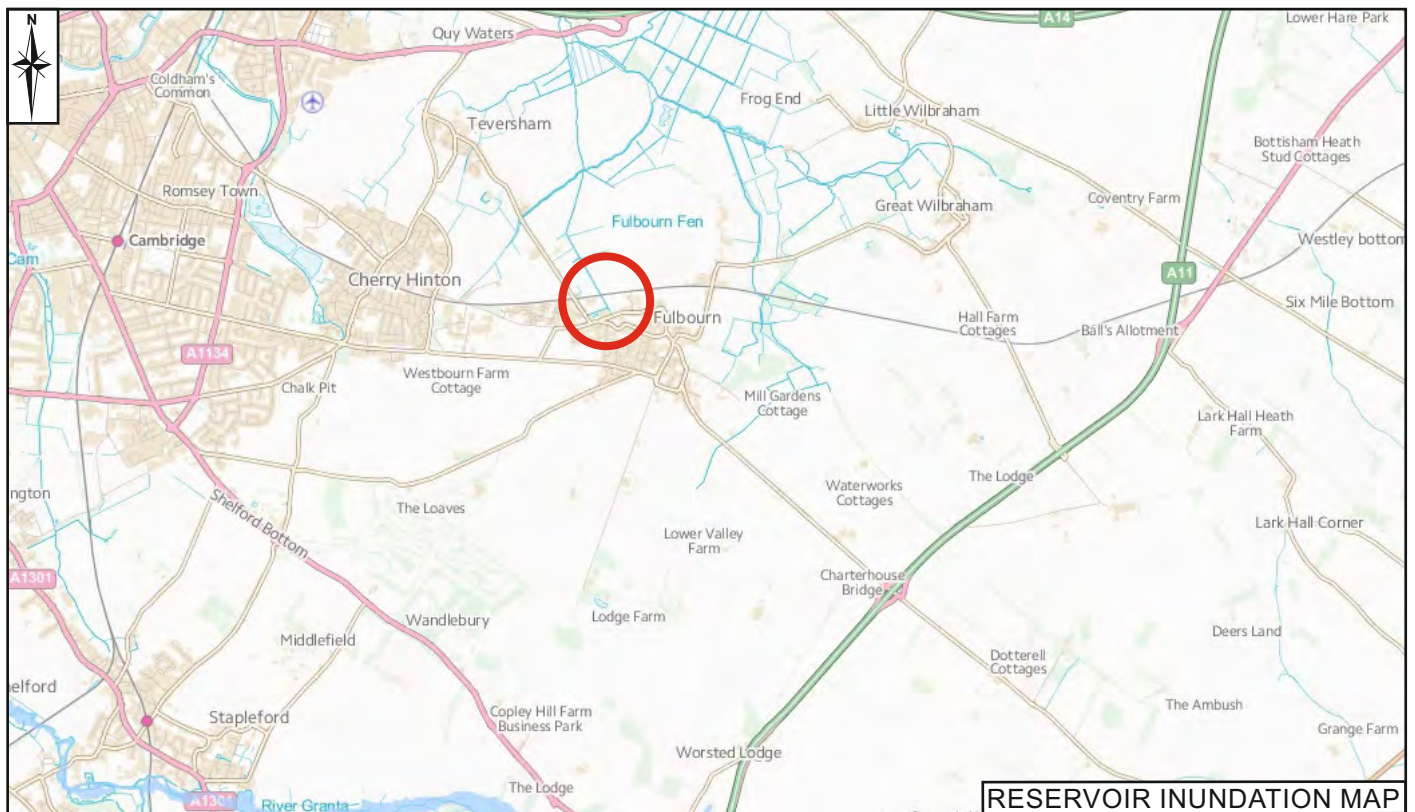 N
A14
Lower Hare Park
Quy Waters
Coldham's
Common
Frog End
Little Wilbraham
Teversham
Bottisham Heath
Stud Cottages
Romsey Town
Coventry Farm
Great Wilbraham
Fulbourn Fen
Cambridge
Westley bottom
Cam
A11
Cherry Hinton
Six Mile Bottom
Fulbourn
Hall Farm
Cottages
Ball's Allotment
A1134
Westbourn Farm
Cottage
Chalk Pit
Mill Gardens
Cottage
Lark Hall Heath
Farm
The Lodge
Waterworks
Cottages
ngton
The Loaves
Shelford Bottom
Lark Hall Corner
Lower Valley
Farm
A1301
Charterhouse
Bridge
Lodge Farm
Wandlebury
Middlefield
Deers Land
Dotterell
Cottages
elford
The Ambush
Stapleford
Copley Hill Farm
Business Park
Grange Farm
Worsted Lodge
The Lodge
A1301
River Granta
RESERVOIR INUNDATION MAP